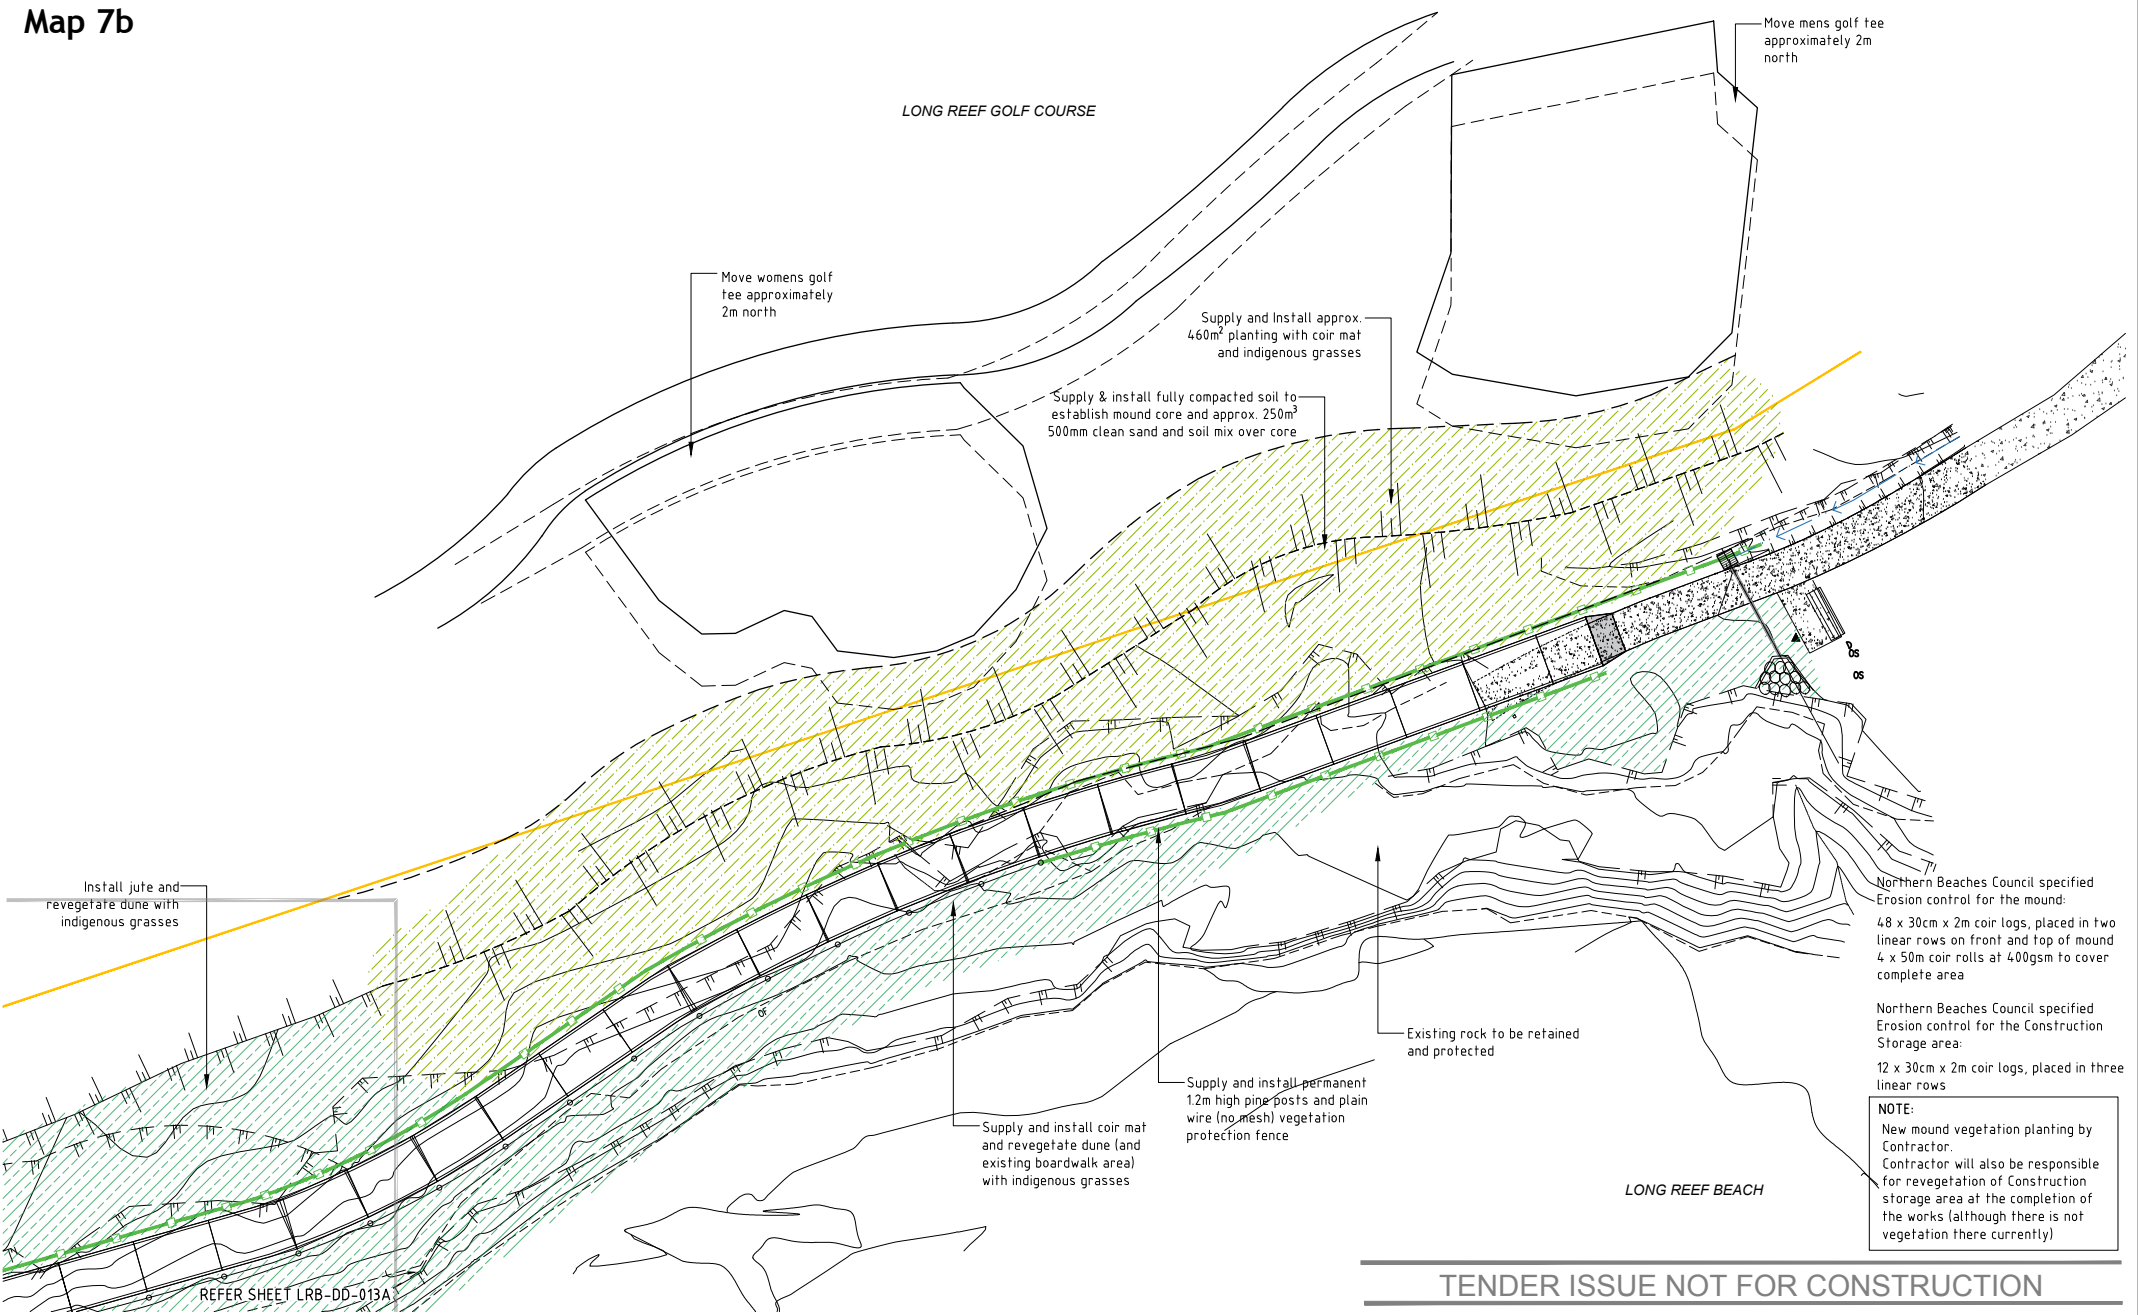 Map 7b
Move mens golf tee
approximately 2m
north
LONG REEF GOLF COURSE
Move womens golf
tee approximately
2m north
Supply and Install approx.
460m² planting with coir mat
and indigenous grasses
Supply & install fully compacted soil to
establish mound core and approx. 250m³
500mm clean sand and soil mix over core
OS
OS
Install jute and
revegetate dune with
indigenous grasses
Northern Beaches Council specified
Erosion control for the mound:
48 x 30cm x 2m coir logs, placed in two
linear rows on front and top of mound
4 x 50m coir rolls at 400gsm to cover
complete area
Northern Beaches Council specified
Erosion control for the Construction
Storage area:
12 x 30cm x 2m coir logs, placed in three
linear rows
OF
Existing rock to be retained
and protected
Supply and install permanent
1.2m high pine posts and plain
wire (no mesh) vegetation
protection fence
Supply and install coir mat
and revegetate dune (and
existing boardwalk area)
with indigenous grasses
NOTE:
New mound vegetation planting by
Contractor.
Contractor will also be responsible
for revegetation of Construction
storage area at the completion of
the works (although there is not
vegetation there currently)
LONG REEF BEACH
REFER SHEET LRB-DD-013A
TENDER ISSUE NOT FOR CONSTRUCTION